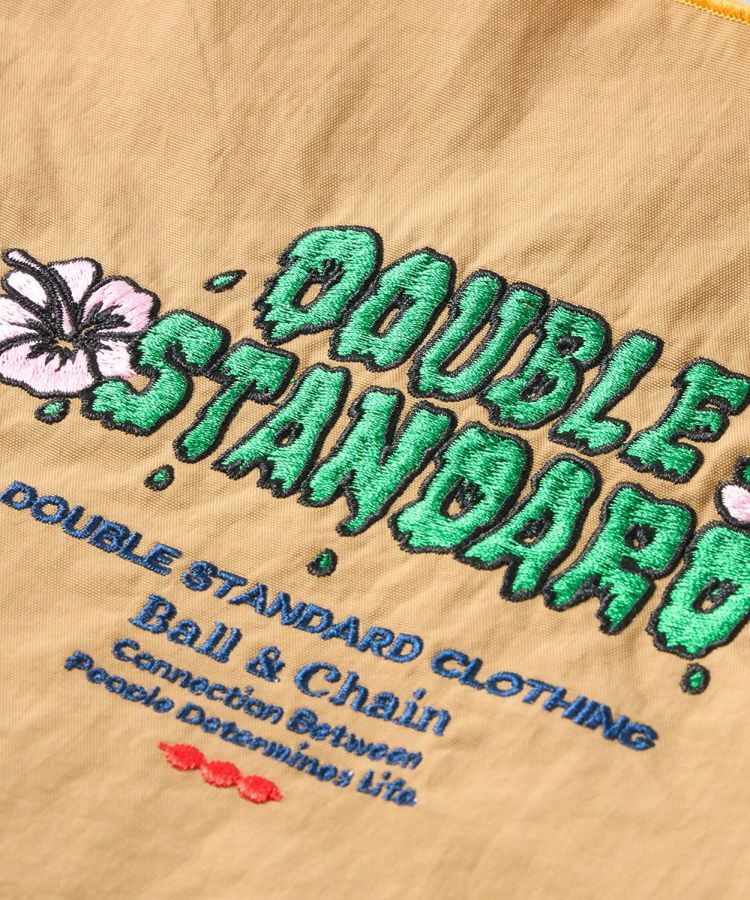 DOUBLE
STANDARD
DOUBLE STANDARD CLOTHING
Ball & Chain
Connection Between
People Determines Life